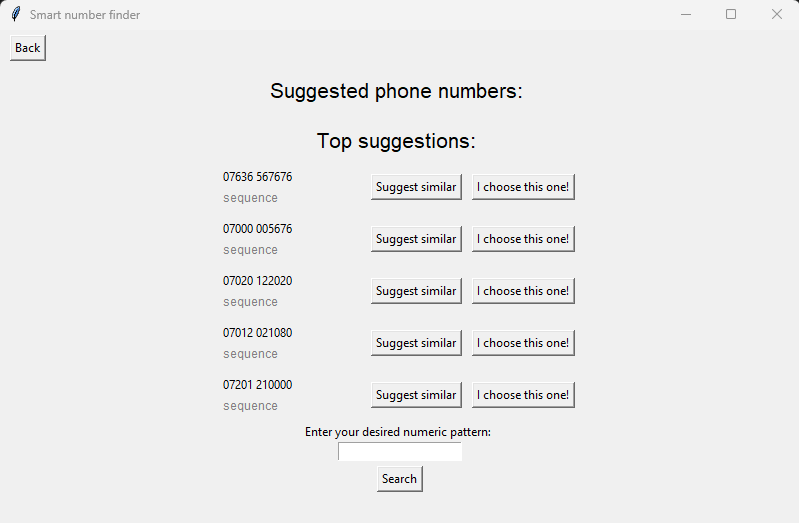 Smart number finder
Back
Suggested phone numbers:
Top suggestions:
07636 567676
sequence
Suggest similar
I choose this one!
07000 005676
sequence
Suggest similar
I choose this one!
07020 122020
sequence
Suggest similar
I choose this one!
07012 021080
sequence
Suggest similar
I choose this one!
07201 210000
sequence
Suggest similar
I choose this one!
Enter your desired numeric pattern:
Search